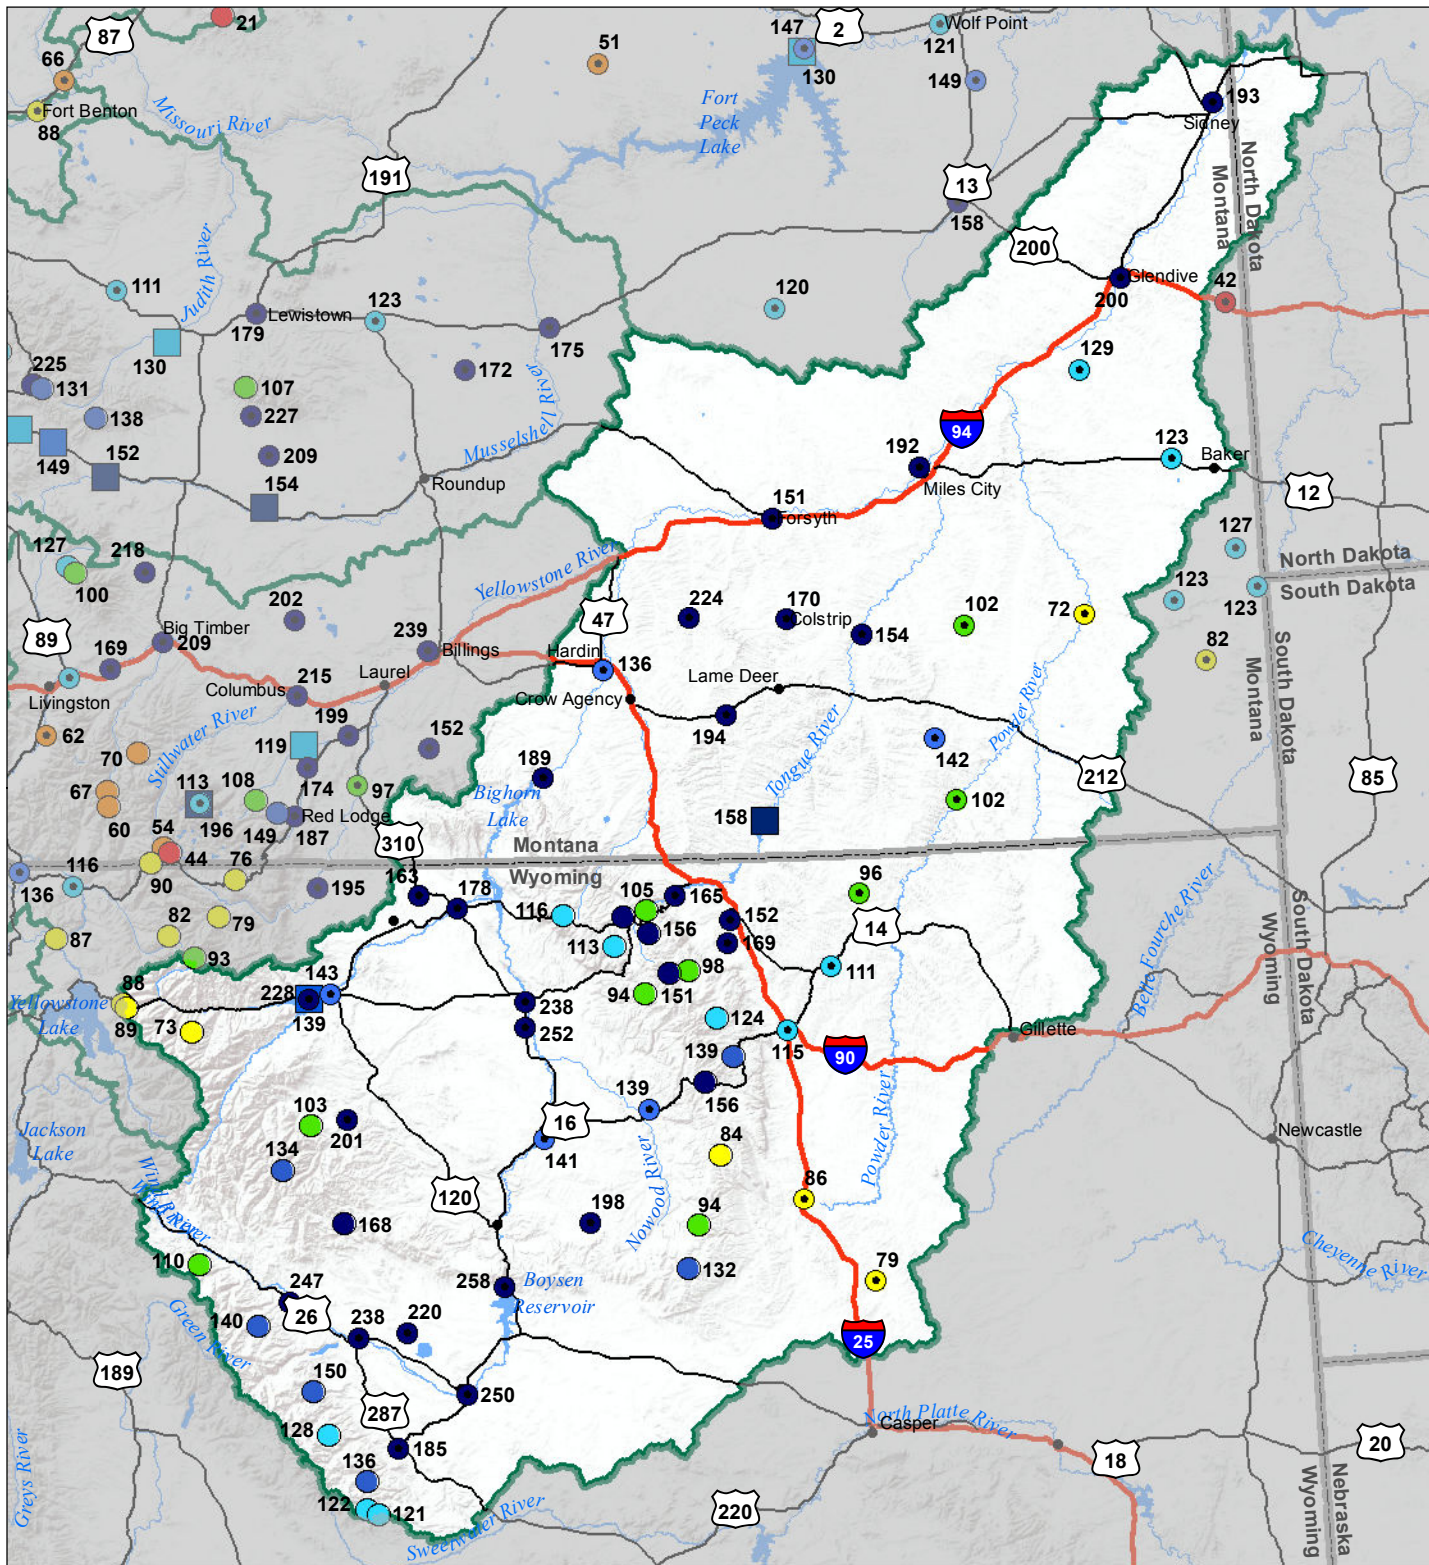 21
87
51
147
2
Wolf Point
121
66
130
149
193
Fort Benton
88
Missouri River
Fort
Peck
Lake
Sidney
North Dakota
Montana
191
13
158
200
Judith River
111
120
Glendive
200
42
123
179
Lewistown
175
130
129
225
131
107
172
138
227
Musselshell River
94
149
152
209
192
123
Baker
154
Roundup
Miles City
12
151
Forsyth
127
127
218
100
Yellowstone River
North Dakota
South Dakota
123
123
202
47
224
170
102
72
89
Big Timber
239
Colstrip
154
82
169
209
Billings
Hardin
136
Laurel
Lame Deer
South Dakota
Montana
Livingston
Columbus
215
Crow Agency
Powder River
Stillwater River
62
199
194
142
70
119
152
Tongue River
189
212
85
174
67
113
108
97
Bighorn
Lake
102
60
196
149
187
Red Lodge
158
54
310
Montana
Wyoming
44
76
90
116
136
195
163
178
105
165
96
79
116
152
14
82
87
156
113
169
Belle Fourche River
South Dakota
Wyoming
93
98
111
88
143
228
94
151
Yellowstone
Lake
89
139
238
73
252
124
115
Gillette
90
139
139
103
156
16
201
Newcastle
Jackson
Lake
134
141
84
Powder River
Wind River
Wind River
120
198
Nowood River
94
86
168
110
132
79
Cheyenne River
247
258
Boysen
Reservoir
Green River
26
140
238
220
25
189
150
250
287
North Platte River
Casper
128
185
20
18
136
Greys River
122
121
Sweetwater River
220
Nebraska
Wyoming